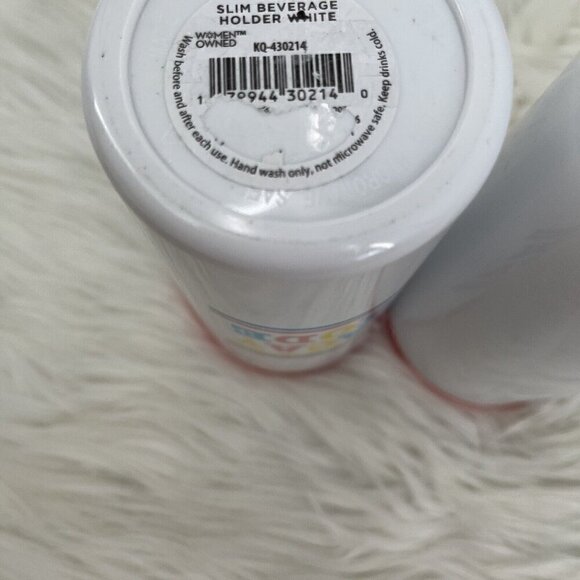 SLIM BEVERAGE
HOLDER WHITE
WOMEN™
OWNED
KQ-430214
79944 30214 0
Wash before and after each use. Hand wash only, not microwave safe. Keep drinks cold.